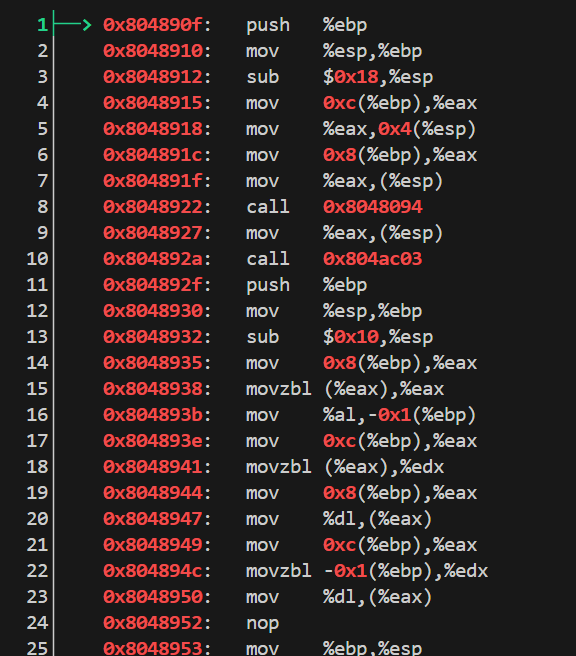 1 0x804890f: push %ebp
2 0x8048910: mov %esp,%ebp
3 0x8048912: sub $0x18,%esp
4 0x8048915: mov 0xc(%ebp),%eax
5 0x8048918: mov %eax,0x4(%esp)
6 0x804891c: mov 0x8(%ebp),%eax
7 0x804891f: mov %eax,(%esp)
8 0x8048922: call 0x8048094
9 0x8048927: mov %eax,(%esp)
10 0x804892a: call 0x804ac03
11 0x804892f: push %ebp
12 0x8048930: mov %esp,%ebp
13 0x8048932: sub $0x10,%esp
14 0x8048935: mov 0x8(%ebp),%eax
15 0x8048938: movzbl (%eax),%eax
16 0x804893b: mov %al,-0x1(%ebp)
17 0x804893e: mov 0xc(%ebp),%eax
18 0x8048941: movzbl (%eax),%edx
19 0x8048944: mov 0x8(%ebp),%eax
20 0x8048947: mov %dl,(%eax)
21 0x8048949: mov 0xc(%ebp),%eax
22 0x804894c: movzbl -0x1(%ebp),%edx
23 0x8048950: mov %dl,(%eax)
24 0x8048952: nop
25 0x8048953: mov %ebp,%esp